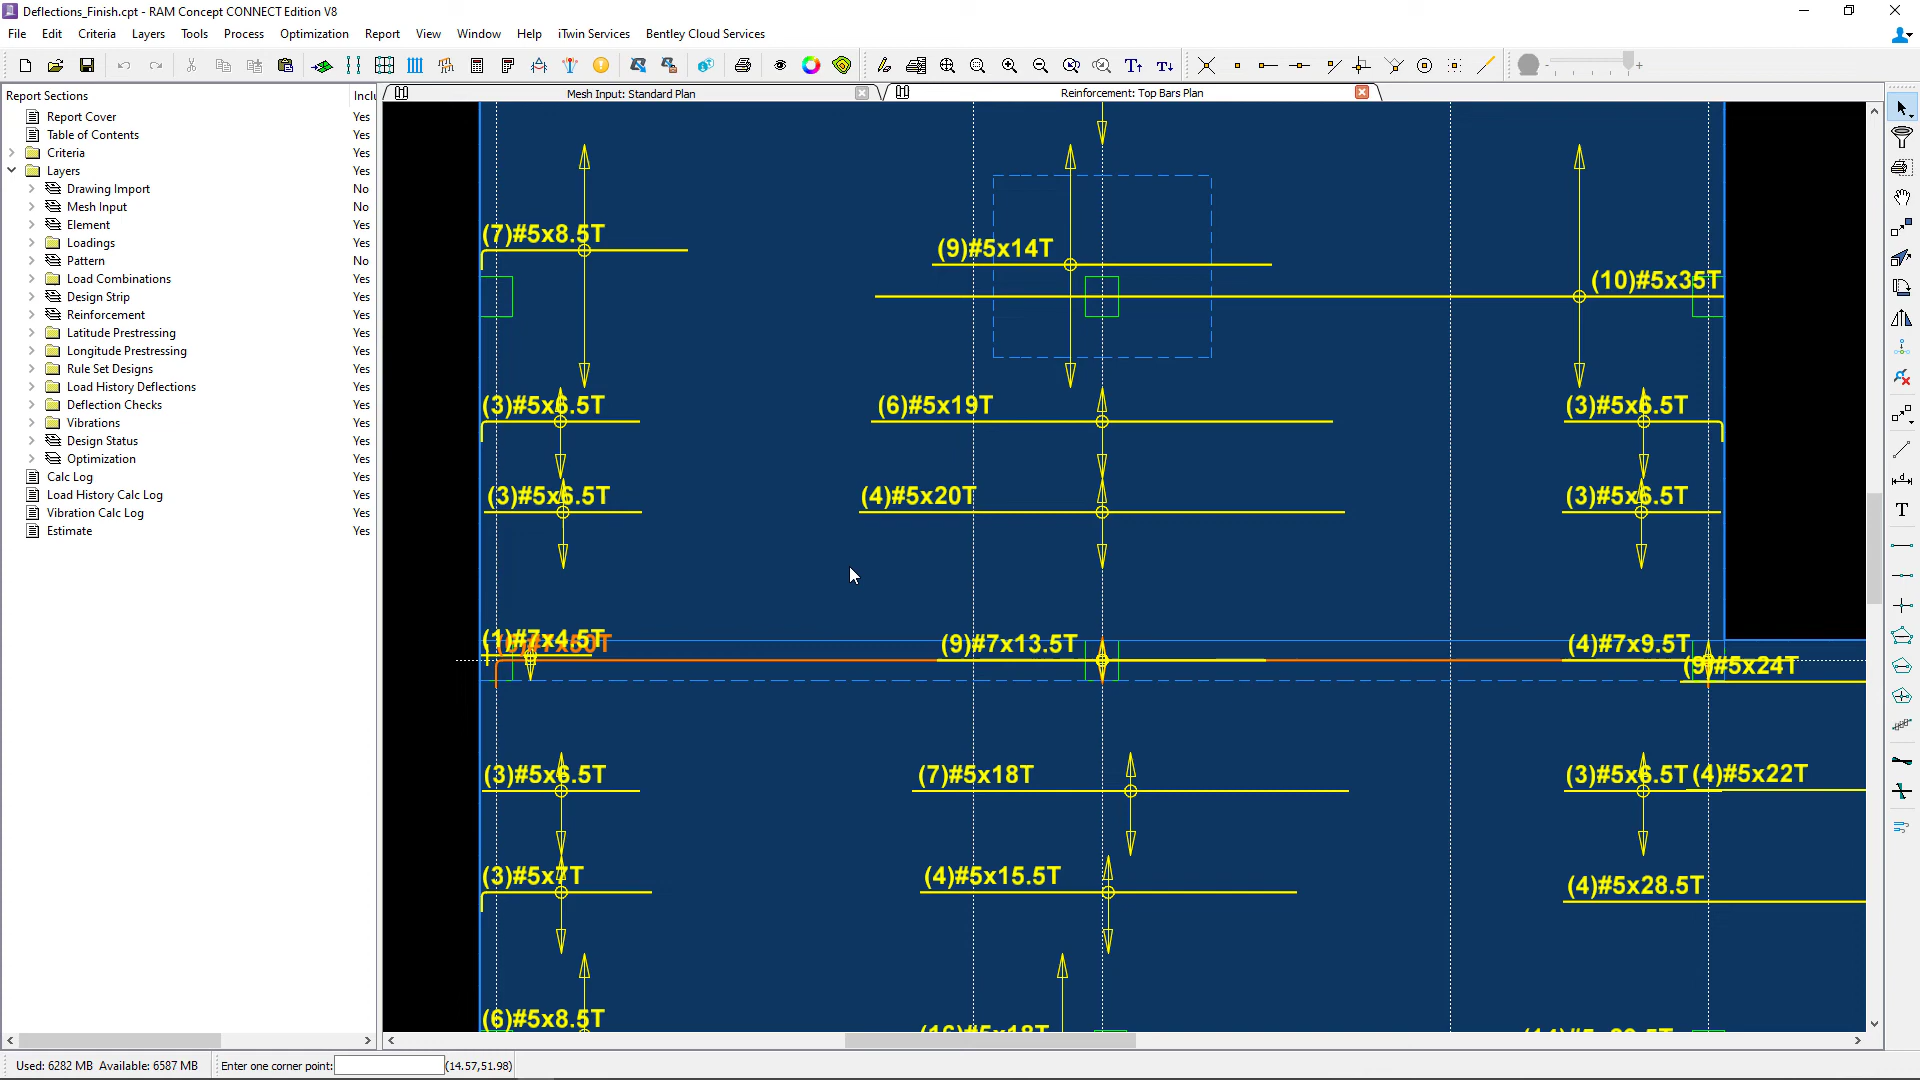 Deflections_Finish.cpt - RAM Concept CONNECT Edition V8
File Edit Criteria Layers Tools Process Optimization Report View Window Help iTwin Services Bentley Cloud Services
Report Sections Inclu
Mesh Input: Standard Plan
Reinforcement: Top Bars Plan
Report Cover Yes
Table of Contents Yes
Criteria Yes
Layers Yes
Drawing Import No
Mesh Input No
Element Yes
Loadings Yes
Pattern No
Load Combinations Yes
Design Strip Yes
Reinforcement Yes
Latitude Prestressing Yes
Longitude Prestressing Yes
Rule Set Designs Yes
Load History Deflections Yes
Deflection Checks Yes
Vibrations Yes
Design Status Yes
Optimization Yes
Calc Log Yes
Load History Calc Log Yes
Vibration Calc Log Yes
Estimate Yes
(7)#5x8.5T
(9)#5x14T
(10)#5x35T
(3)#5x6.5T
(6)#5x19T
(3)#5x6.5T
(3)#5x6.5T
(4)#5x20T
(3)#5x6.5T
(1)#7x4.5T
(9)#7x13.5T
(4)#7x9.5T
(9)#5x24T
(3)#5x6.5T
(7)#5x18T
(3)#5x6.5T
(4)#5x22T
(3)#5x7T
(4)#5x15.5T
(4)#5x28.5T
(6)#5x8.5T
Used: 6282 MB Available: 6587 MB
Enter one corner point:
(14.57,51.98)